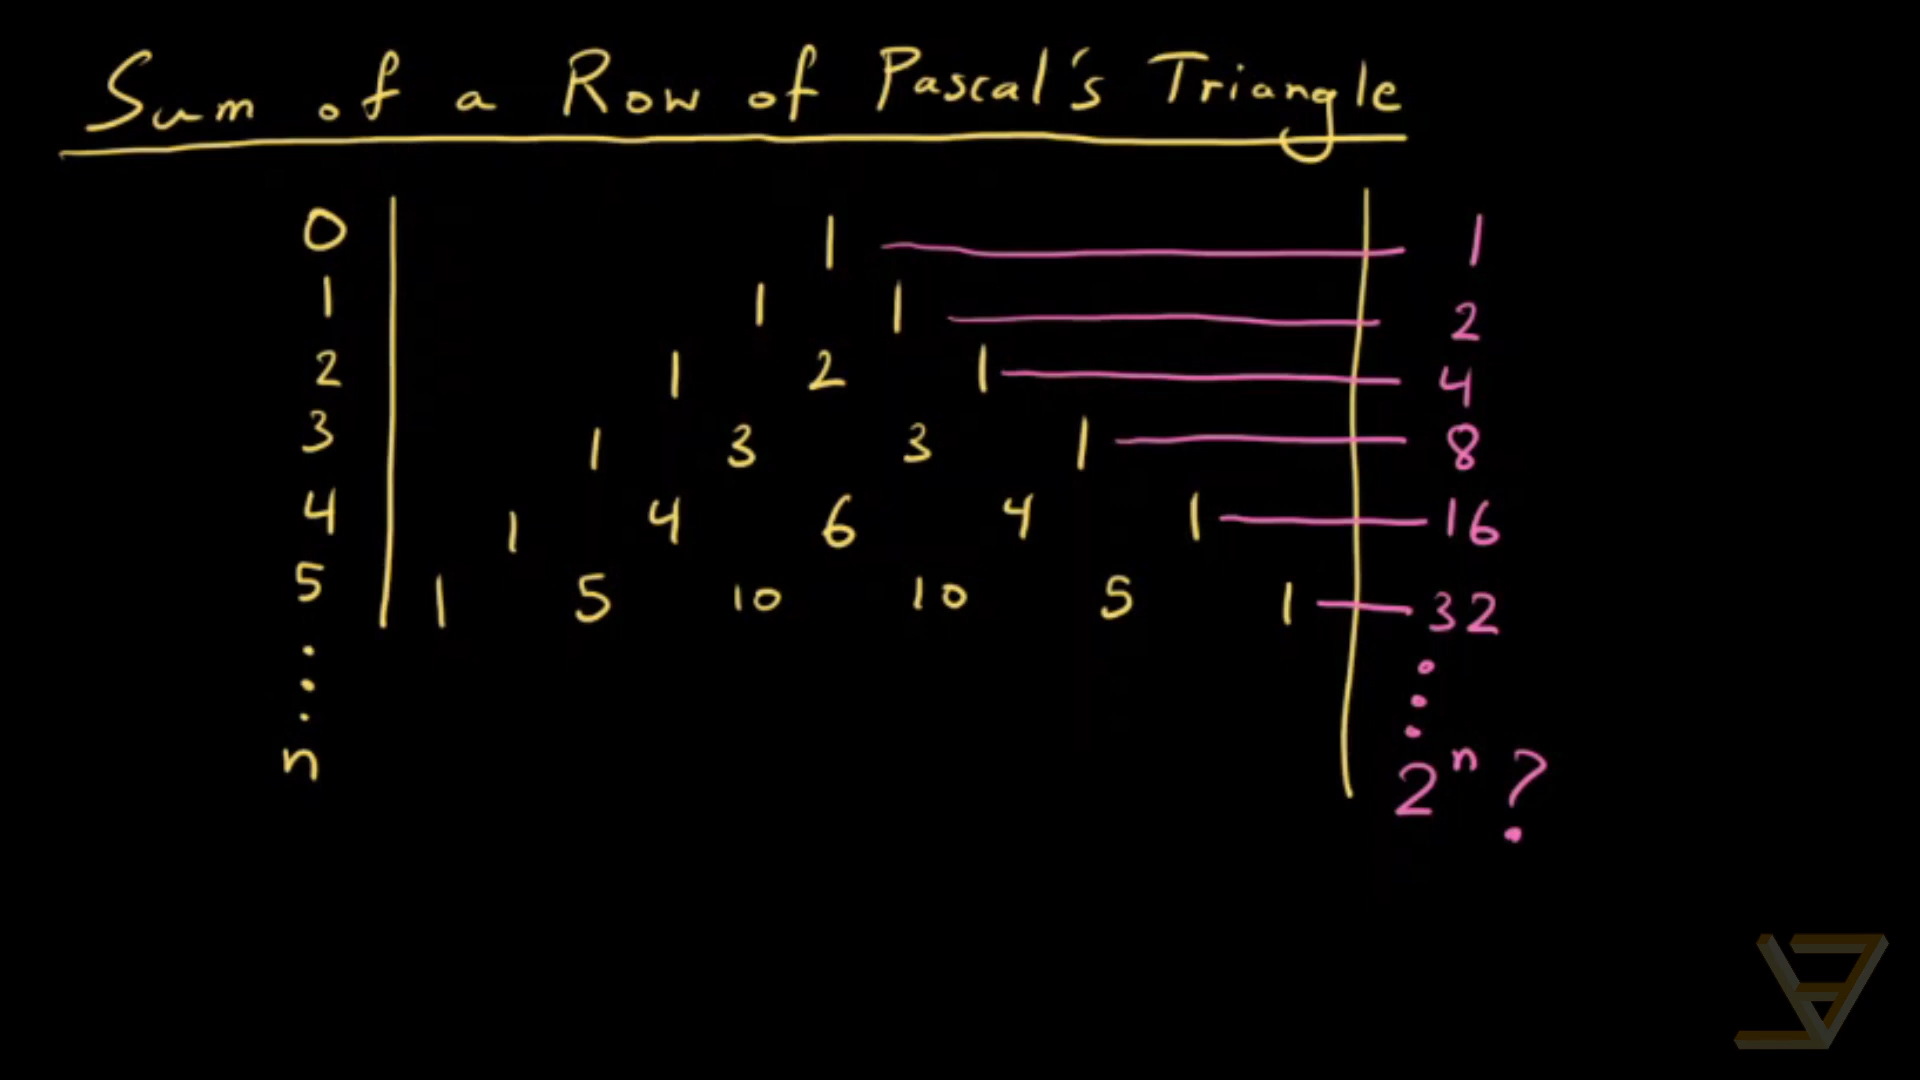 Sum of a Row of Pascal's Triangle
0 1 1
1 1 1 2
2 1 2 1 4
3 1 3 3 1 8
4 1 4 6 4 1 16
5 1 5 10 10 5 1 32
n 2ⁿ ?